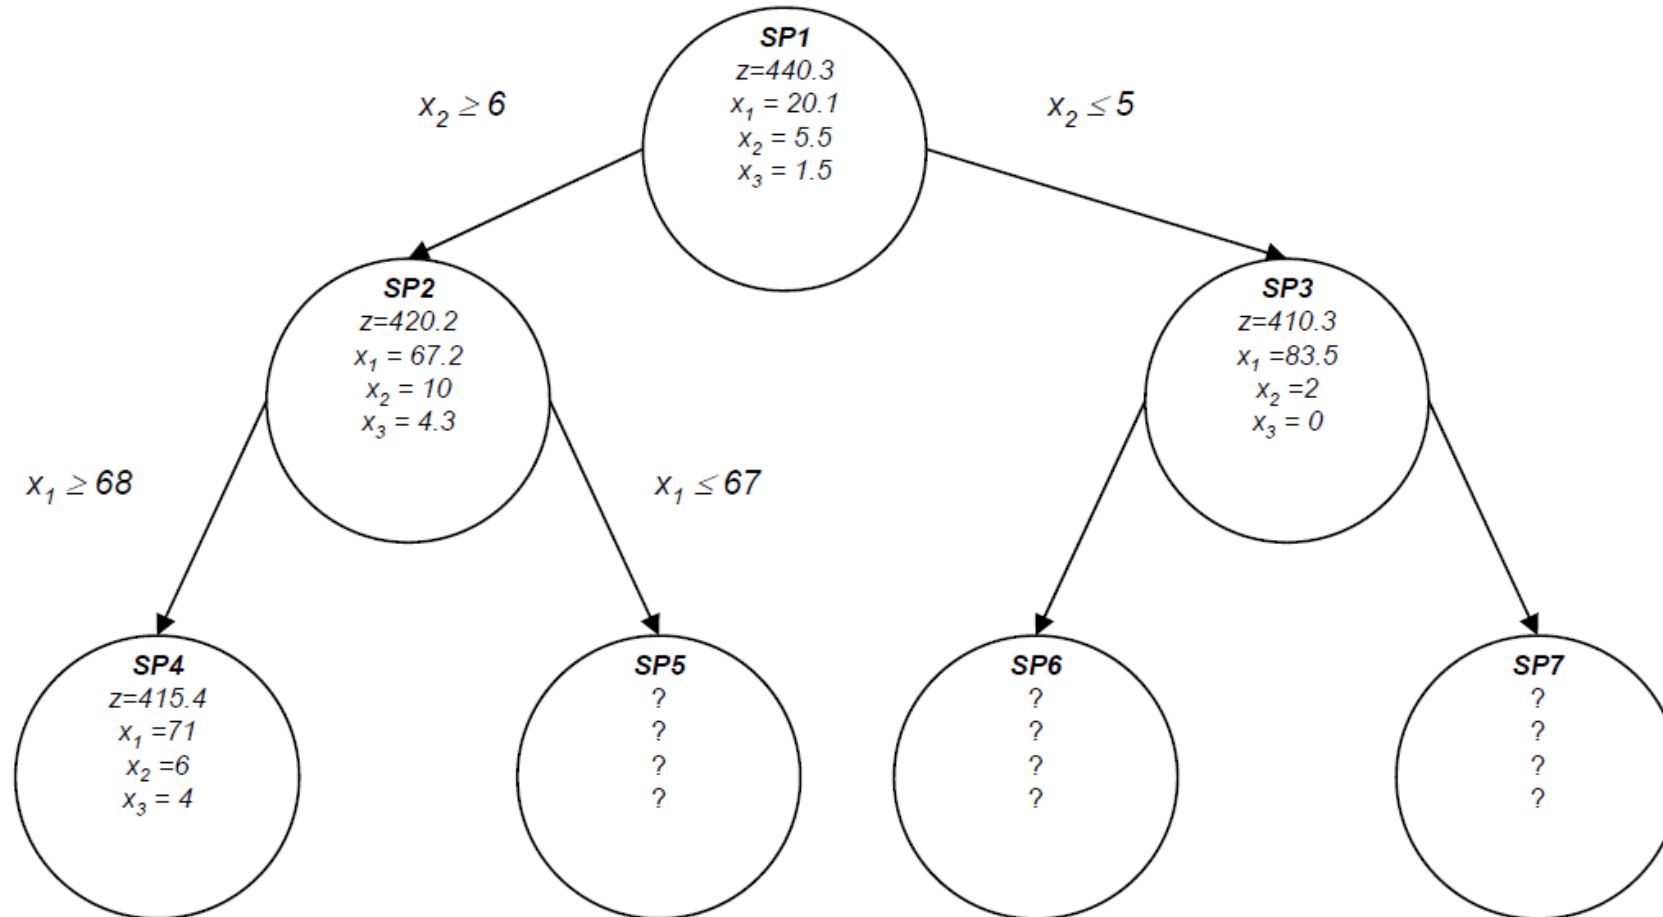 SP1
z=440.3
x₁ = 20.1
x₂ = 5.5
x₃ = 1.5
x₂ ≥ 6
x₂ ≤ 5
SP2
z=420.2
x₁ = 67.2
x₂ = 10
x₃ = 4.3
SP3
z=410.3
x₁ =83.5
x₂ =2
x₃ = 0
x₁ ≥ 68
x₁ ≤ 67
SP4
z=415.4
x₁ =71
x₂ =6
x₃ = 4
SP5
?
?
?
?
SP6
?
?
?
?
SP7
?
?
?
?